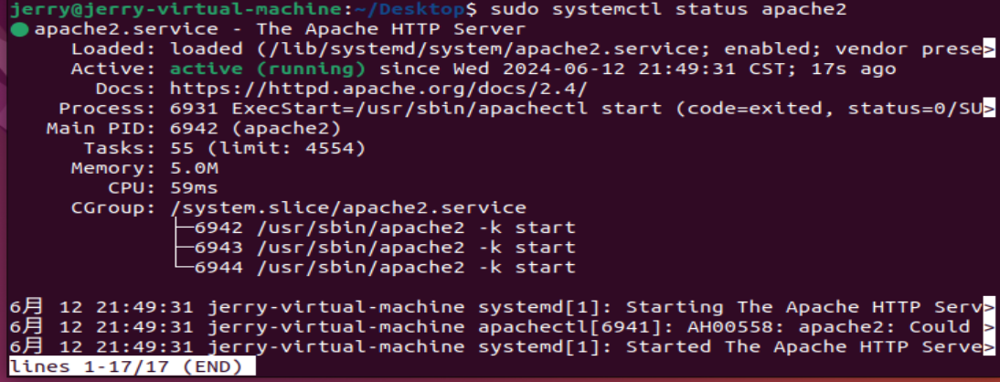 jerry@jerry-virtual-machine:~/Desktop$ sudo systemctl status apache2
● apache2.service - The Apache HTTP Server
     Loaded: loaded (/lib/systemd/system/apache2.service; enabled; vendor prese>
     Active: active (running) since Wed 2024-06-12 21:49:31 CST; 17s ago
       Docs: https://httpd.apache.org/docs/2.4/
    Process: 6931 ExecStart=/usr/sbin/apachectl start (code=exited, status=0/SU>
   Main PID: 6942 (apache2)
      Tasks: 55 (limit: 4554)
     Memory: 5.0M
        CPU: 59ms
     CGroup: /system.slice/apache2.service
             ├─6942 /usr/sbin/apache2 -k start
             ├─6943 /usr/sbin/apache2 -k start
             └─6944 /usr/sbin/apache2 -k start
6月 12 21:49:31 jerry-virtual-machine systemd[1]: Starting The Apache HTTP Serv>
6月 12 21:49:31 jerry-virtual-machine apachectl[6941]: AH00558: apache2: Could >
6月 12 21:49:31 jerry-virtual-machine systemd[1]: Started The Apache HTTP Serve>
lines 1-17/17 (END)